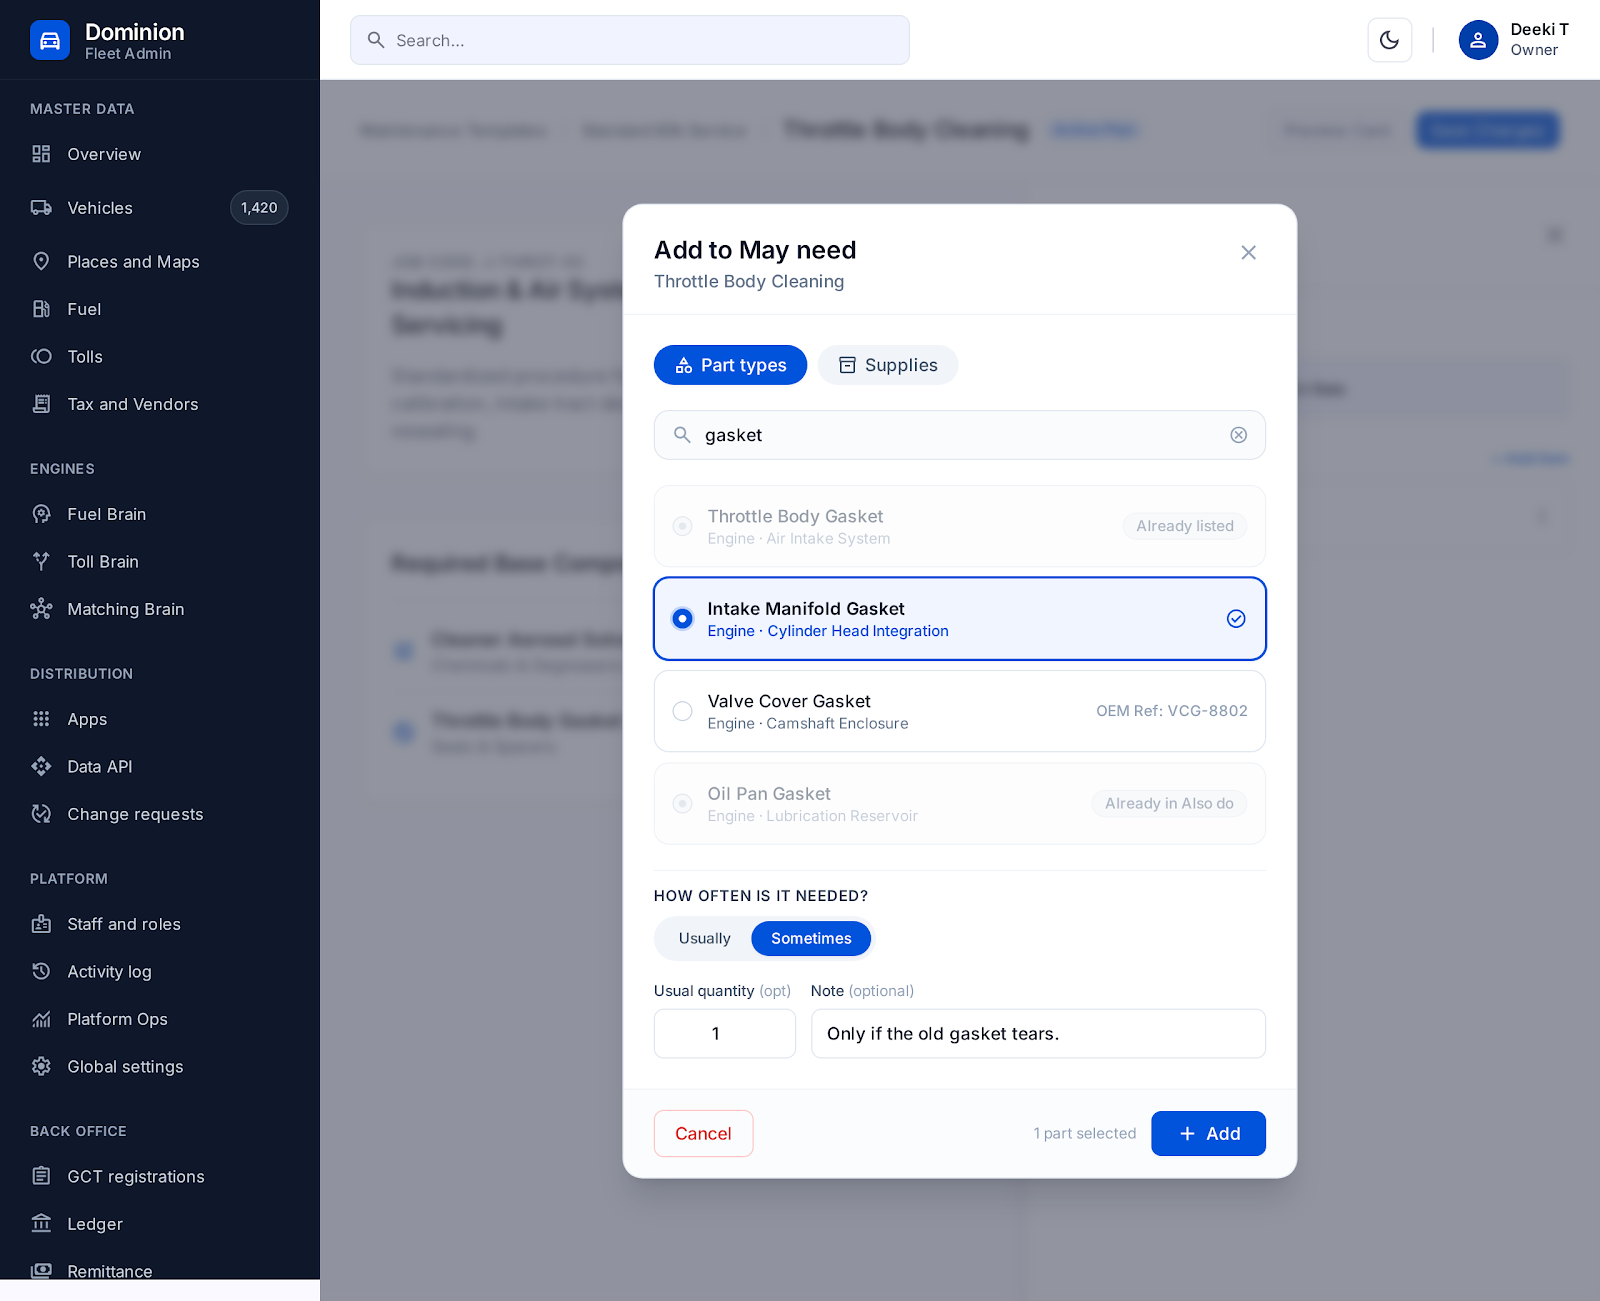 Dominion
Fleet Admin
MASTER DATA
Overview
Vehicles 1,420
Places and Maps
Fuel
Tolls
Tax and Vendors
ENGINES
Fuel Brain
Toll Brain
Matching Brain
DISTRIBUTION
Apps
Data API
Change requests
PLATFORM
Staff and roles
Activity log
Platform Ops
Global settings
BACK OFFICE
GCT registrations
Ledger
Remittance
Search...
Deeki T
Owner
Throttle Body Cleaning
Induction & Air
Servicing
Add to May need
Throttle Body Cleaning
Part types
Supplies
gasket
Throttle Body Gasket
Engine · Air Intake System
Already listed
Intake Manifold Gasket
Engine · Cylinder Head Integration
Valve Cover Gasket
Engine · Camshaft Enclosure
OEM Ref: VCG-8802
Oil Pan Gasket
Engine · Lubrication Reservoir
Already in Also do
HOW OFTEN IS IT NEEDED?
Usually
Sometimes
Usual quantity (opt)
Note (optional)
1
Only if the old gasket tears.
Cancel
1 part selected
Add